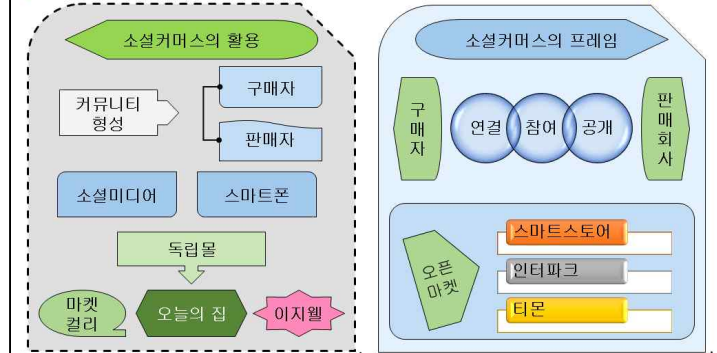 소셜커머스의 활용
커뮤니티
형성
구매자
판매자
소셜미디어
스마트폰
독립몰
마켓
컬리
오늘의 집
이지웰
소셜커머스의 프레임
구매자
연결
참여
공개
판매회사
오픈
마켓
스마트스토어
인터파크
티몬